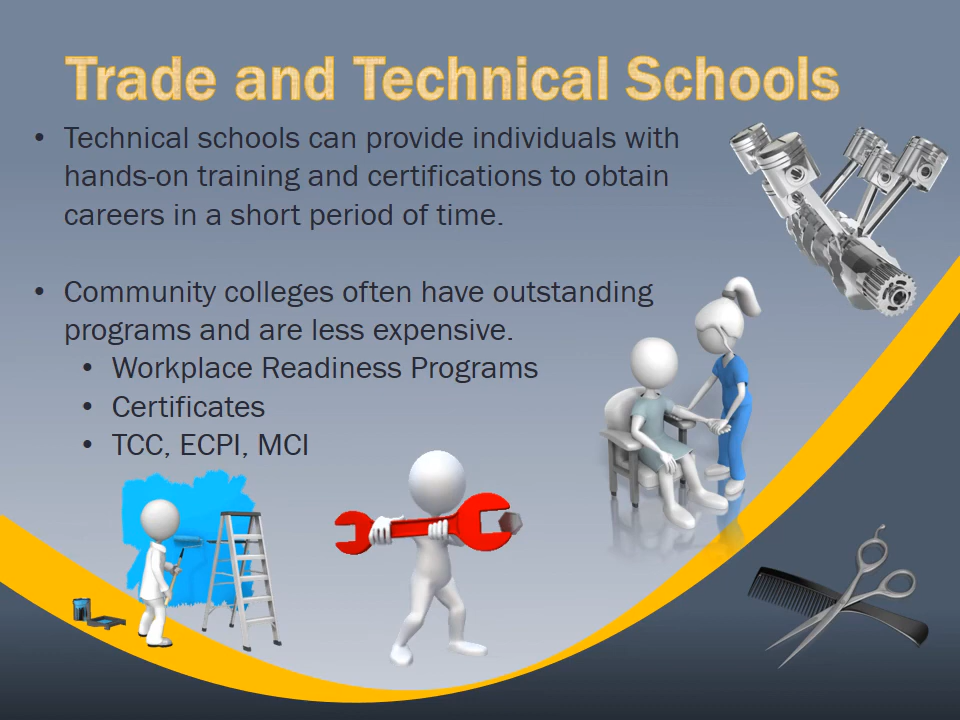 Trade and Technical Schools
• Technical schools can provide individuals with
hands-on training and certifications to obtain
careers in a short period of time.
• Community colleges often have outstanding
programs and are less expensive.
• Workplace Readiness Programs
• Certificates
• TCC, ECPI, MCI